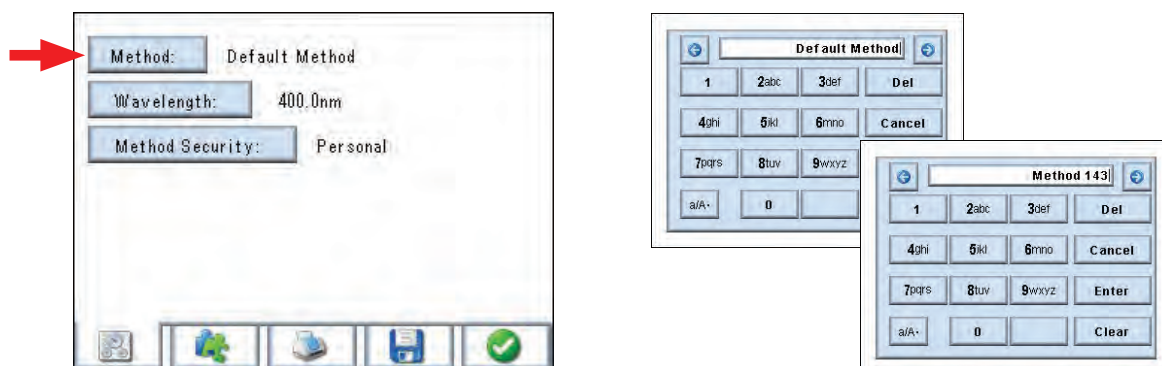 Method: Default Method
Wavelength: 400.0nm
Method Security: Personal
Default Method
1 2abc 3def Del
4ghi 5jkl 6mno Cancel
7pqrs 8tuv 9wxyz
a/A· 0
Method 143
1 2abc 3def Del
4ghi 5jkl 6mno Cancel
7pqrs 8tuv 9wxyz Enter
a/A· 0 Clear